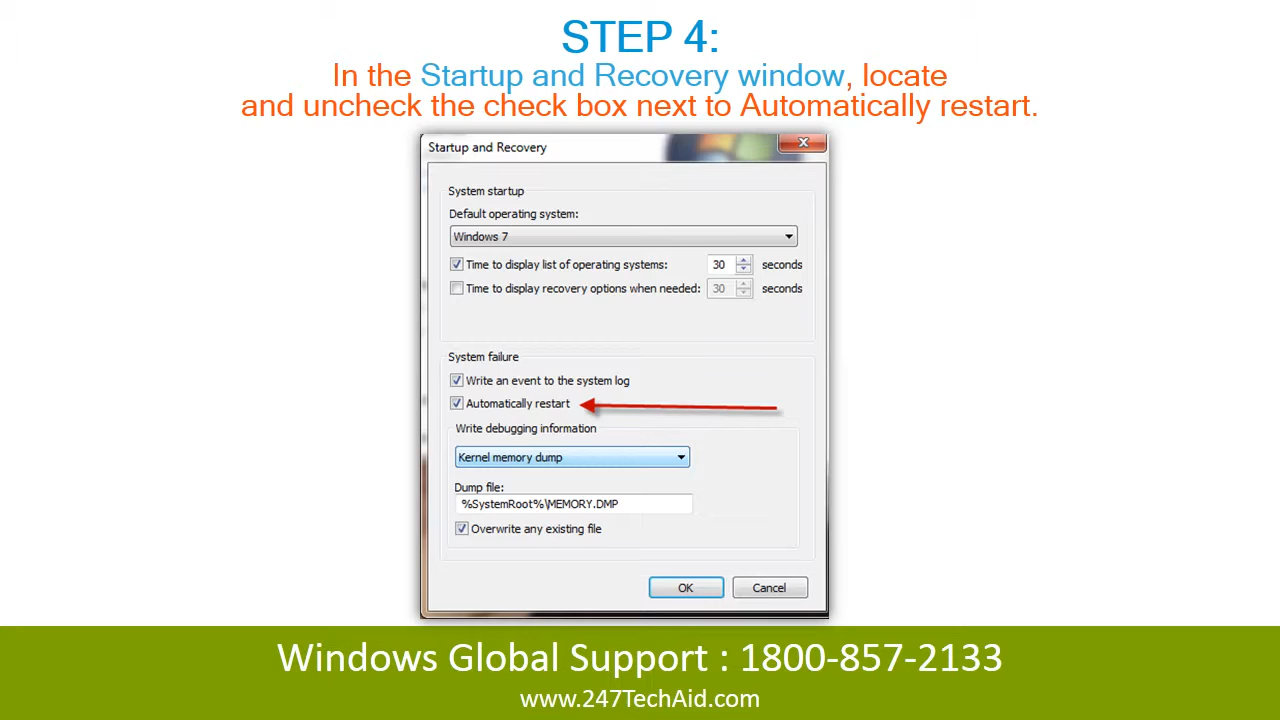 STEP 4:
In the Startup and Recovery window, locate
and uncheck the check box next to Automatically restart.
Startup and Recovery
System startup
Default operating system:
Windows 7
Time to display list of operating systems: 30 seconds
Time to display recovery options when needed: 30 seconds
System failure
Write an event to the system log
Automatically restart
Write debugging information
Kernel memory dump
Dump file:
%SystemRoot%\MEMORY.DMP
Overwrite any existing file
OK Cancel
Windows Global Support : 1800-857-2133
www.247TechAid.com